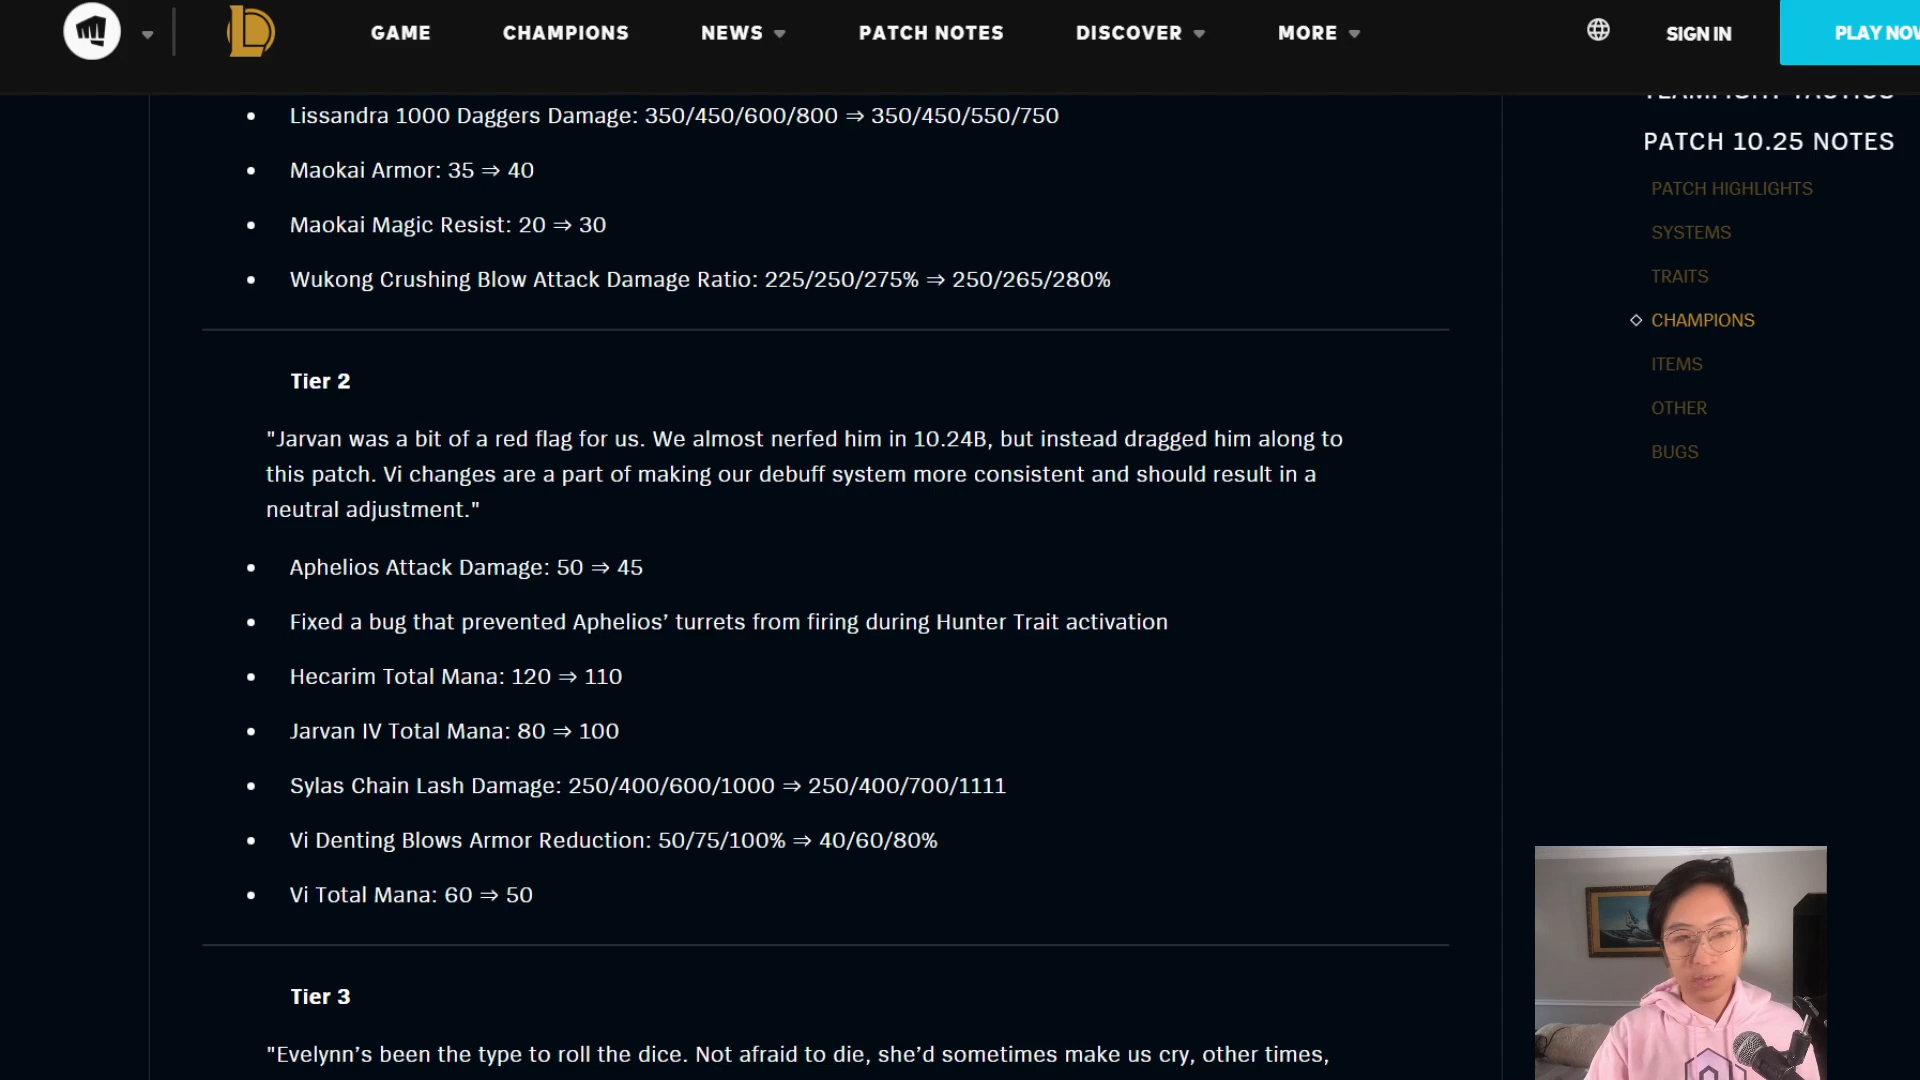 GAME
CHAMPIONS
NEWS
PATCH NOTES
DISCOVER
MORE
SIGN IN
PLAY NOW
Lissandra 1000 Daggers Damage: 350/450/600/800 ⇒ 350/450/550/750
Maokai Armor: 35 ⇒ 40
Maokai Magic Resist: 20 ⇒ 30
Wukong Crushing Blow Attack Damage Ratio: 225/250/275% ⇒ 250/265/280%
Tier 2
"Jarvan was a bit of a red flag for us. We almost nerfed him in 10.24B, but instead dragged him along to
this patch. Vi changes are a part of making our debuff system more consistent and should result in a
neutral adjustment."
Aphelios Attack Damage: 50 ⇒ 45
Fixed a bug that prevented Aphelios’ turrets from firing during Hunter Trait activation
Hecarim Total Mana: 120 ⇒ 110
Jarvan IV Total Mana: 80 ⇒ 100
Sylas Chain Lash Damage: 250/400/600/1000 ⇒ 250/400/700/1111
Vi Denting Blows Armor Reduction: 50/75/100% ⇒ 40/60/80%
Vi Total Mana: 60 ⇒ 50
Tier 3
"Evelynn’s been the type to roll the dice. Not afraid to die, she’d sometimes make us cry, other times,
TEAMFIGHT TACTICS
PATCH 10.25 NOTES
PATCH HIGHLIGHTS
SYSTEMS
TRAITS
CHAMPIONS
ITEMS
OTHER
BUGS